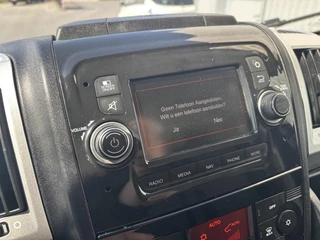 Geen Telefoon Aangesloten.
Wilt u een telefoon aansluiten?
Ja Nee
VOLUME
RADIO MEDIA NAV PHONE MORE
OFF